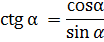 ctg α = cosα / sin α